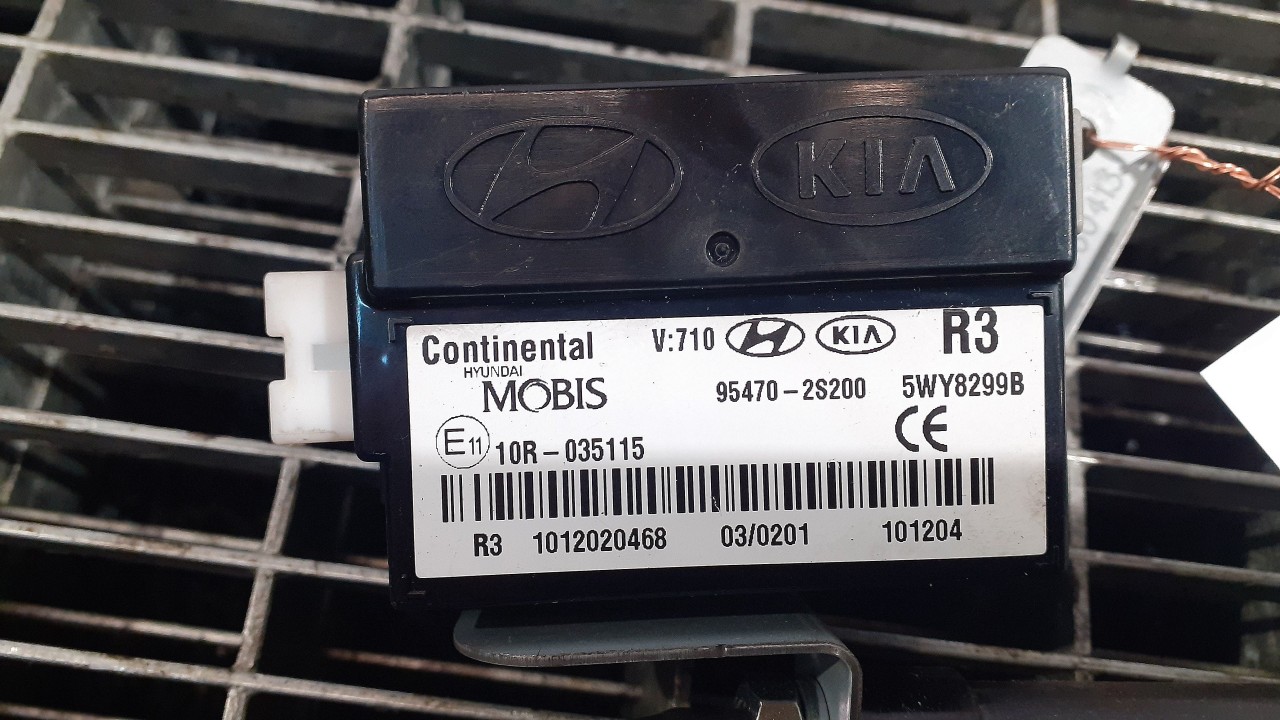 KIA
Continental V:710 KIA R3
HYUNDAI
MOBIS 95470-2S200 5WY8299B
E11 10R-035115 CE
R3 1012020468 03/0201 101204